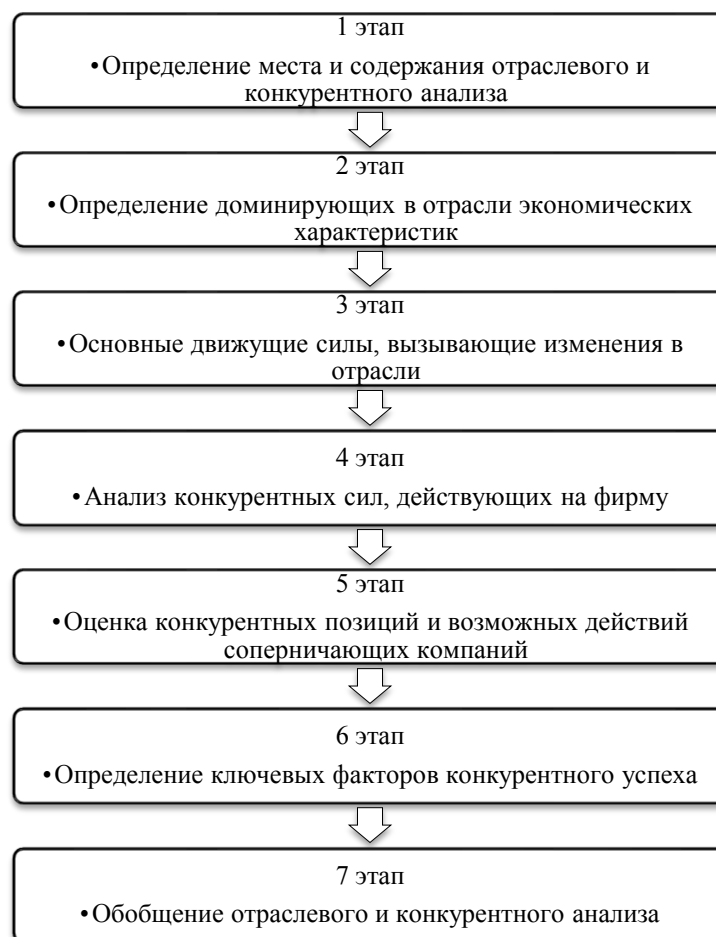 1 этап
•Определение места и содержания отраслевого и
конкурентного анализа
2 этап
•Определение доминирующих в отрасли экономических
характеристик
3 этап
•Основные движущие силы, вызывающие изменения в
отрасли
4 этап
•Анализ конкурентных сил, действующих на фирму
5 этап
•Оценка конкурентных позиций и возможных действий
соперничающих компаний
6 этап
•Определение ключевых факторов конкурентного успеха
7 этап
•Обобщение отраслевого и конкурентного анализа